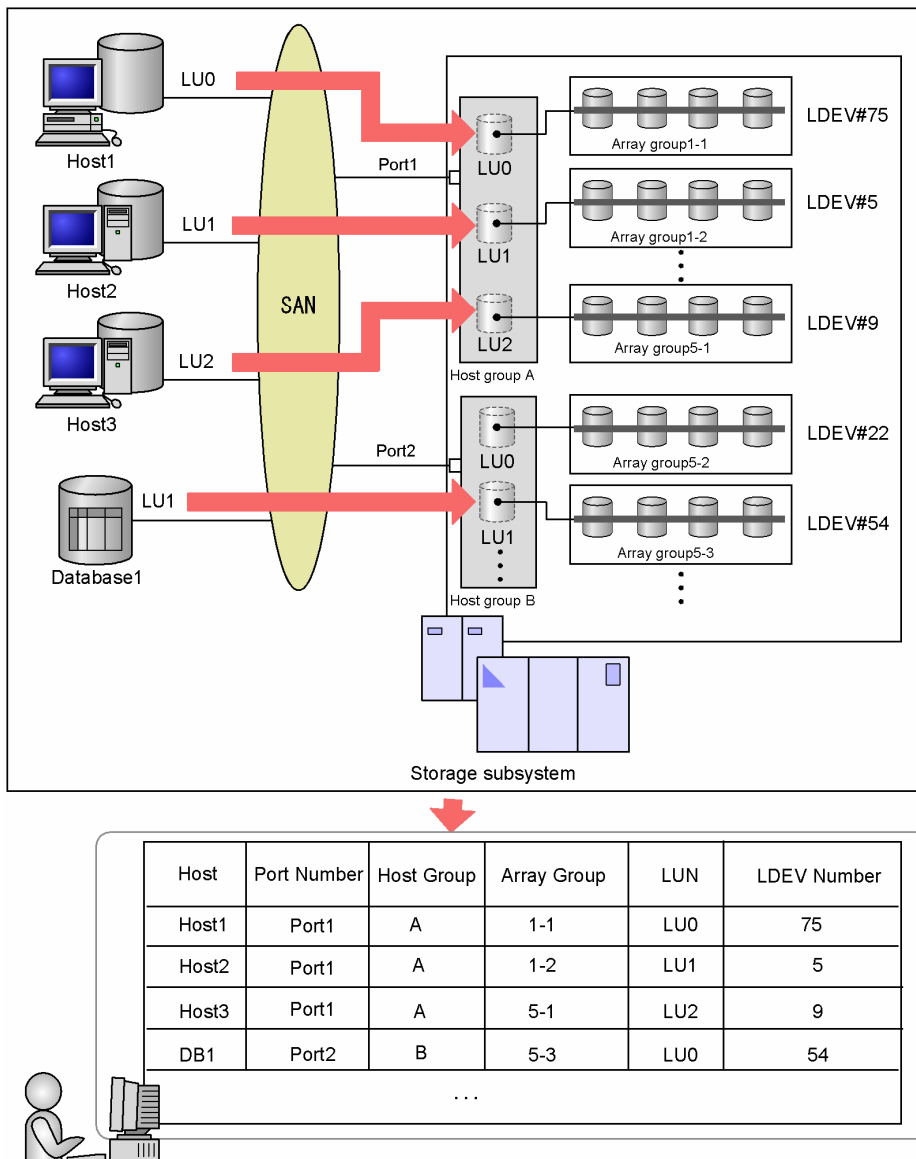 LU0
Host1
Port1
LU0
Array group1-1
LDEV#75
LU1
Host2
LU1
Array group1-2
LDEV#5
SAN
LU2
Host3
LU2
Host group A
Array group5-1
LDEV#9
Port2
LU0
Array group5-2
LDEV#22
LU1
Database1
LU1
Host group B
Array group5-3
LDEV#54
Storage subsystem
Host Port Number Host Group Array Group LUN LDEV Number
Host1 Port1 A 1-1 LU0 75
Host2 Port1 A 1-2 LU1 5
Host3 Port1 A 5-1 LU2 9
DB1 Port2 B 5-3 LU0 54
...